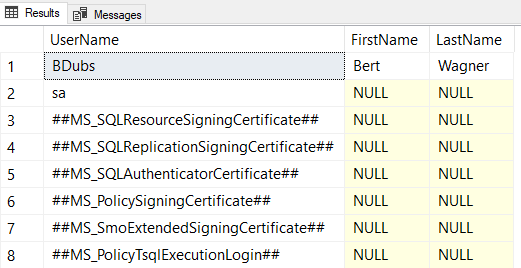 Results Messages
UserName FirstName LastName
1 BDubs Bert Wagner
2 sa NULL NULL
3 ##MS_SQLResourceSigningCertificate## NULL NULL
4 ##MS_SQLReplicationSigningCertificate## NULL NULL
5 ##MS_SQLAuthenticatorCertificate## NULL NULL
6 ##MS_PolicySigningCertificate## NULL NULL
7 ##MS_SmoExtendedSigningCertificate## NULL NULL
8 ##MS_PolicyTsqlExecutionLogin## NULL NULL